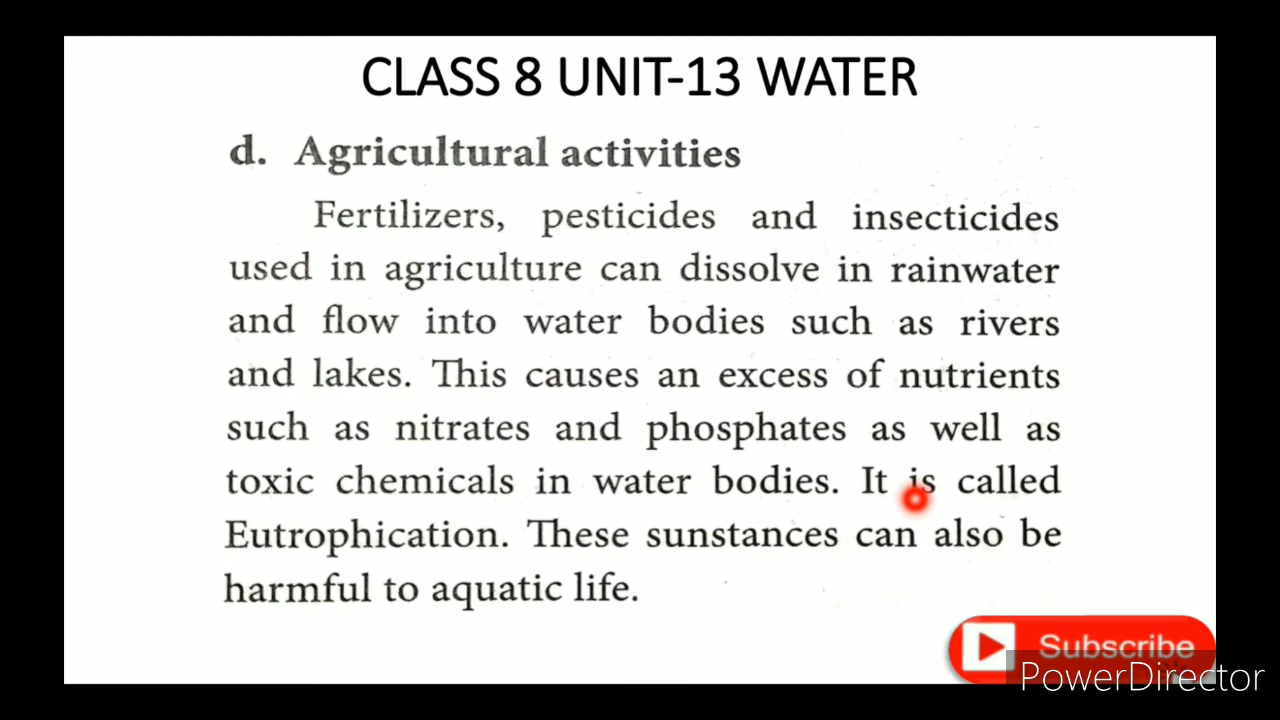 CLASS 8 UNIT-13 WATER
d. Agricultural activities
Fertilizers, pesticides and insecticides
used in agriculture can dissolve in rainwater
and flow into water bodies such as rivers
and lakes. This causes an excess of nutrients
such as nitrates and phosphates as well as
toxic chemicals in water bodies. It is called
Eutrophication. These sunstances can also be
harmful to aquatic life.
Subscribe
PowerDirector